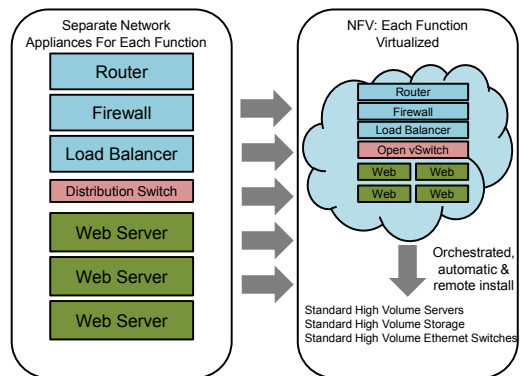 Separate Network
Appliances For Each Function
Router
Firewall
Load Balancer
Distribution Switch
Web Server
Web Server
Web Server
NFV: Each Function
Virtualized
Router
Firewall
Load Balancer
Open vSwitch
Web Web
Web Web
Orchestrated,
automatic &
remote install
Standard High Volume Servers
Standard High Volume Storage
Standard High Volume Ethernet Switches